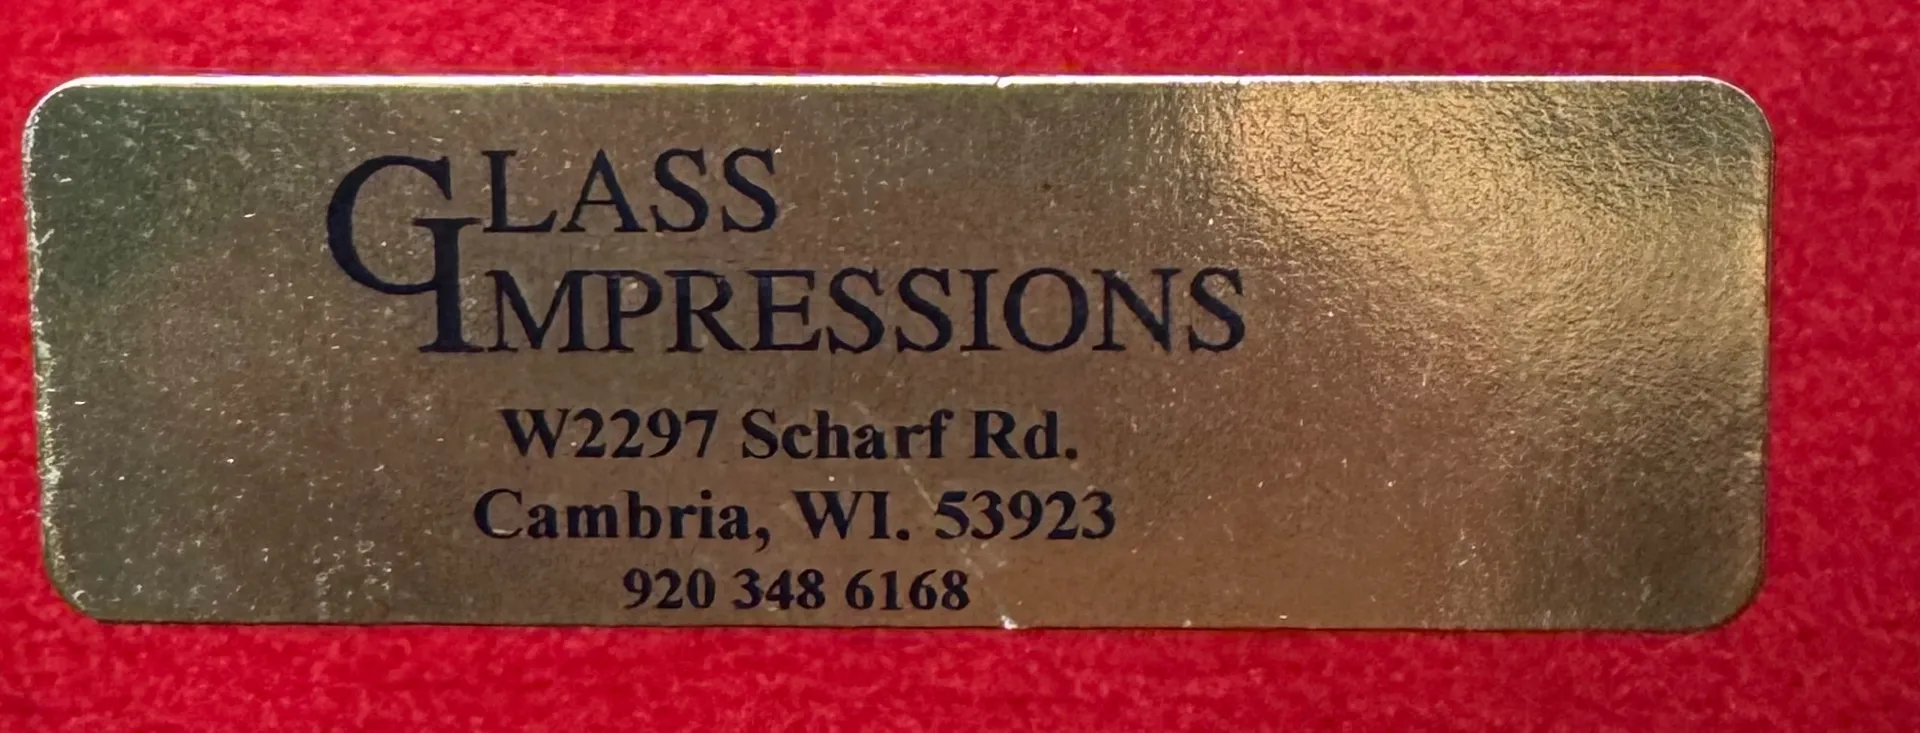 GLASS
IMPRESSIONS
W2297 Scharf Rd.
Cambria, WI. 53923
920 348 6168